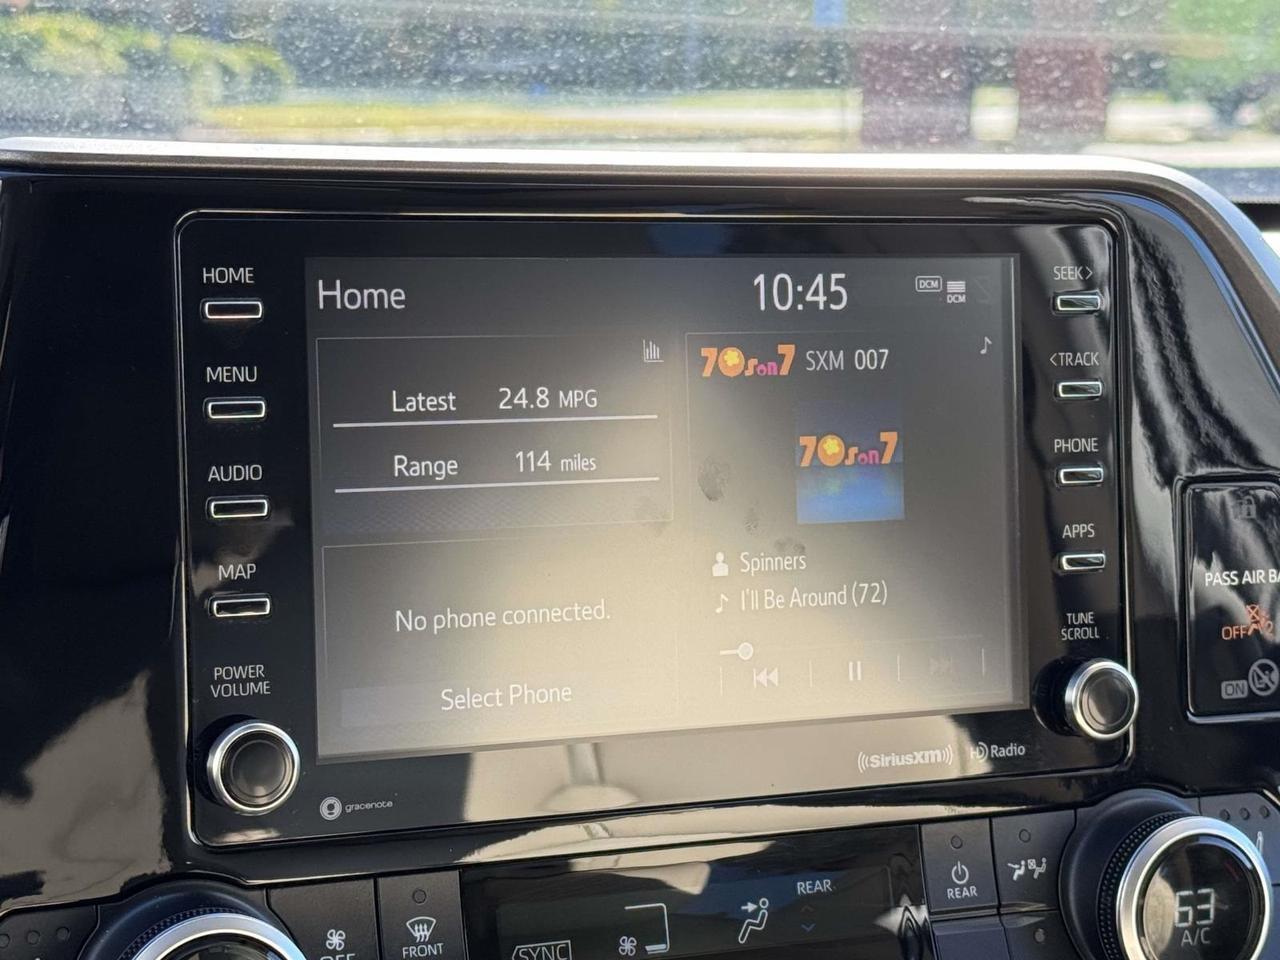 HOME
MENU
AUDIO
MAP
POWER
VOLUME
Home
10:45
DCM
DCM
Latest 24.8 MPG
Range 114 miles
No phone connected.
Select Phone
70s on 7 SXM 007
70s on 7
Spinners
I'll Be Around (72)
SEEK>
<TRACK
PHONE
APPS
TUNE
SCROLL
gracenote
((SiriusXM))
HD Radio
PASS AIR BA
OFF
ON
FRONT
OFF
SYNC
REAR
REAR
63
A/C